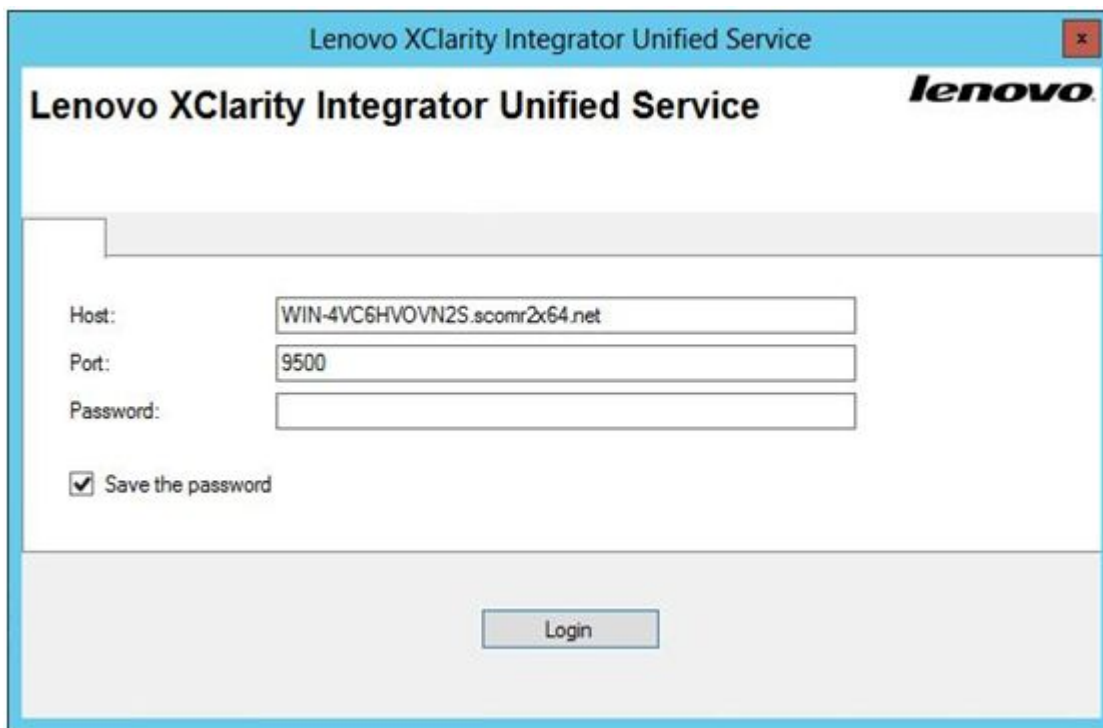 Lenovo XClarity Integrator Unified Service
x
Lenovo XClarity Integrator Unified Service
lenovo
Host: WIN-4VC6HVOVN2S.scomr2x64.net
Port: 9500
Password:
Save the password
Login